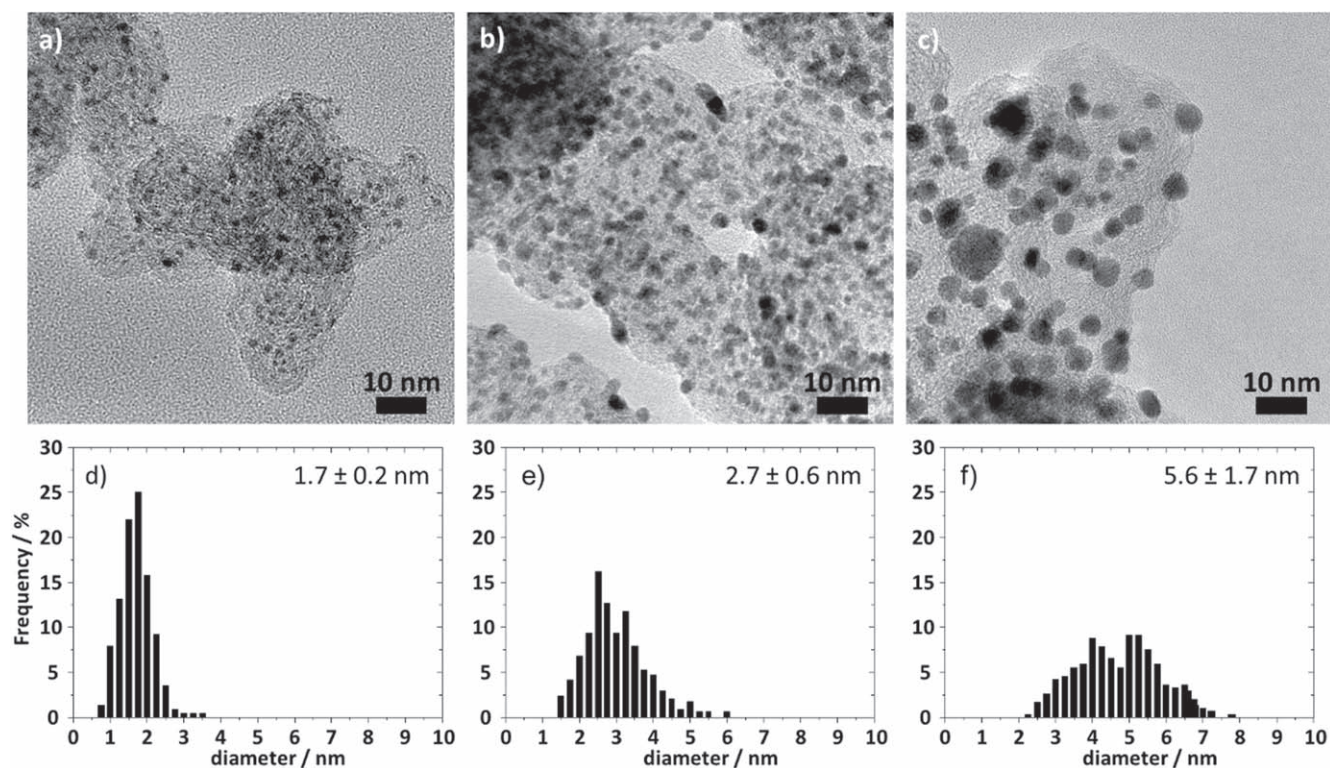 a)
b)
c)
10 nm
10 nm
10 nm
d)
1.7 ± 0.2 nm
e)
2.7 ± 0.6 nm
f)
5.6 ± 1.7 nm
Frequency / %
30
25
20
15
10
5
0
30
25
20
15
10
5
0
30
25
20
15
10
5
0
0 1 2 3 4 5 6 7 8 9 10
0 1 2 3 4 5 6 7 8 9 10
0 1 2 3 4 5 6 7 8 9 10
diameter / nm
diameter / nm
diameter / nm